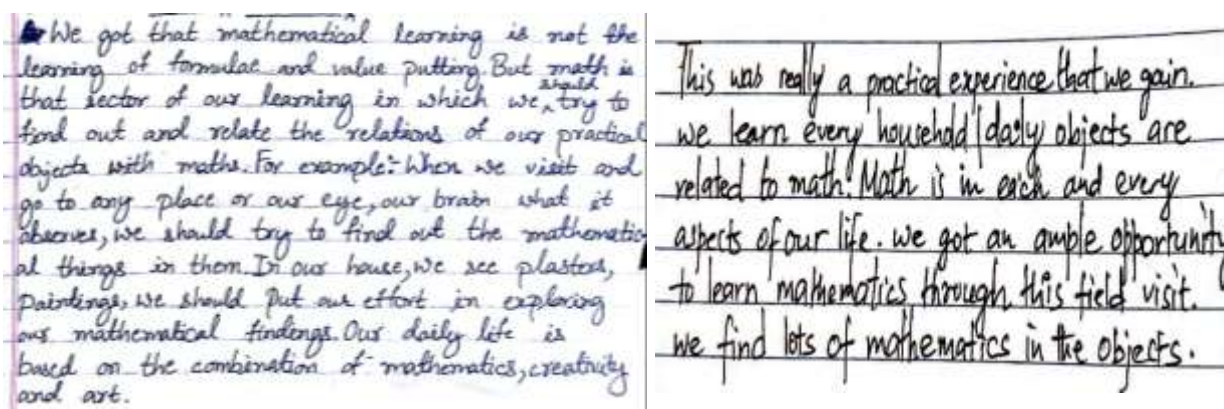 We got that mathematical learning is not the
learning of formulae and value putting. But math is
that sector of our learning in which we should try to
find out and relate the relations of our practical
objects with maths. For example:- When we visit and
go to any place or our eye, our brain what it
observes, we should try to find out the mathematic
al things in them. In our house, we see plastors,
paintings, we should put our effort in exploring
our mathematical findings. Our daily life is
based on the combination of mathematics, creativity
and art.
This was really a practical experience that we gain.
we learn every household/daily objects are
related to math. Math is in each and every
aspects of our life. we got an ample opportunity
to learn mathematics through this field visit.
we find lots of mathematics in the objects.